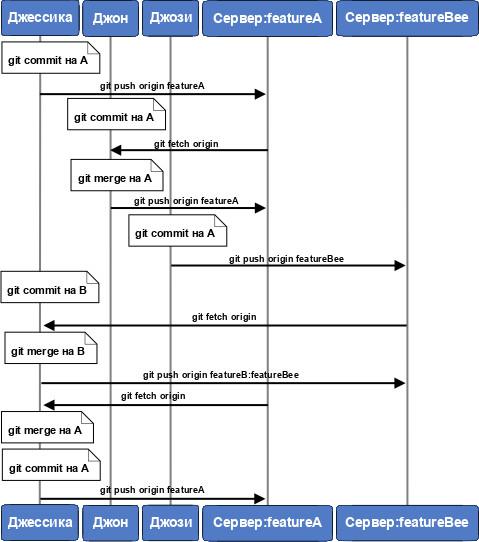 Джессика
Джон
Джози
Сервер:featureA
Сервер:featureBee
git commit на A
git push origin featureA
git commit на A
git fetch origin
git merge на A
git push origin featureA
git commit на A
git push origin featureBee
git commit на B
git fetch origin
git merge на B
git push origin featureB:featureBee
git fetch origin
git merge на A
git commit на A
git push origin featureA
Джессика
Джон
Джози
Сервер:featureA
Сервер:featureBee